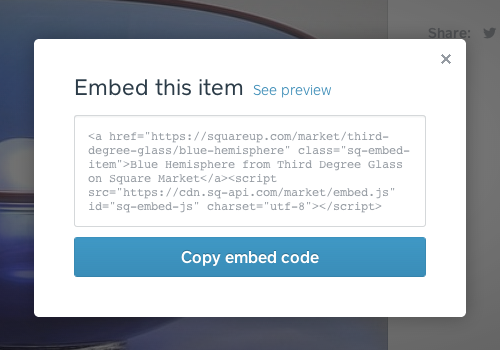 Share:
×
Embed this item See preview
<a href="https://squareup.com/market/third-
degree-glass/blue-hemisphere" class="sq-embed-
item">Blue Hemisphere from Third Degree Glass
on Square Market</a><script
src="https://cdn.sq-api.com/market/embed.js"
id="sq-embed-js" charset="utf-8"></script>
Copy embed code